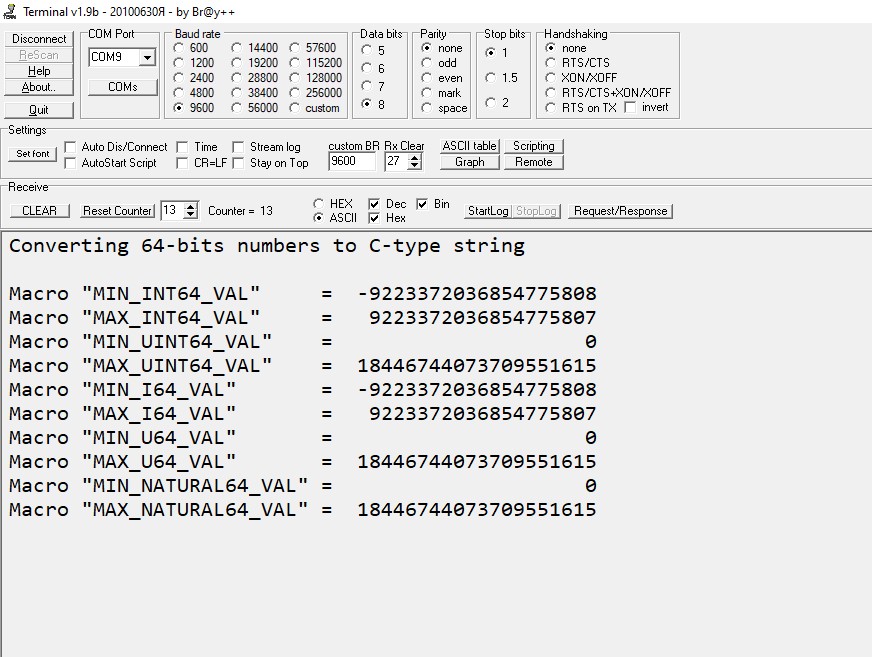 Terminal v1.9b - 20100630Я - by Br@y++
Disconnect
ReScan
Help
About..
Quit
COM Port
COM9
COMs
Baud rate
600 14400 57600
1200 19200 115200
2400 28800 128000
4800 38400 256000
9600 56000 custom
Data bits
5
6
7
8
Parity
none
odd
even
mark
space
Stop bits
1
1.5
2
Handshaking
none
RTS/CTS
XON/XOFF
RTS/CTS+XON/XOFF
RTS on TX invert
Settings
Set font
Auto Dis/Connect Time Stream log
AutoStart Script CR=LF Stay on Top
custom BR Rx Clear
9600 27
ASCII table Scripting
Graph Remote
Receive
CLEAR Reset Counter 13 Counter = 13
HEX Dec Bin
ASCII Hex
StartLog StopLog Request/Response
Converting 64-bits numbers to C-type string
Macro "MIN_INT64_VAL" = -9223372036854775808
Macro "MAX_INT64_VAL" = 9223372036854775807
Macro "MIN_UINT64_VAL" = 0
Macro "MAX_UINT64_VAL" = 18446744073709551615
Macro "MIN_I64_VAL" = -9223372036854775808
Macro "MAX_I64_VAL" = 9223372036854775807
Macro "MIN_U64_VAL" = 0
Macro "MAX_U64_VAL" = 18446744073709551615
Macro "MIN_NATURAL64_VAL" = 0
Macro "MAX_NATURAL64_VAL" = 18446744073709551615